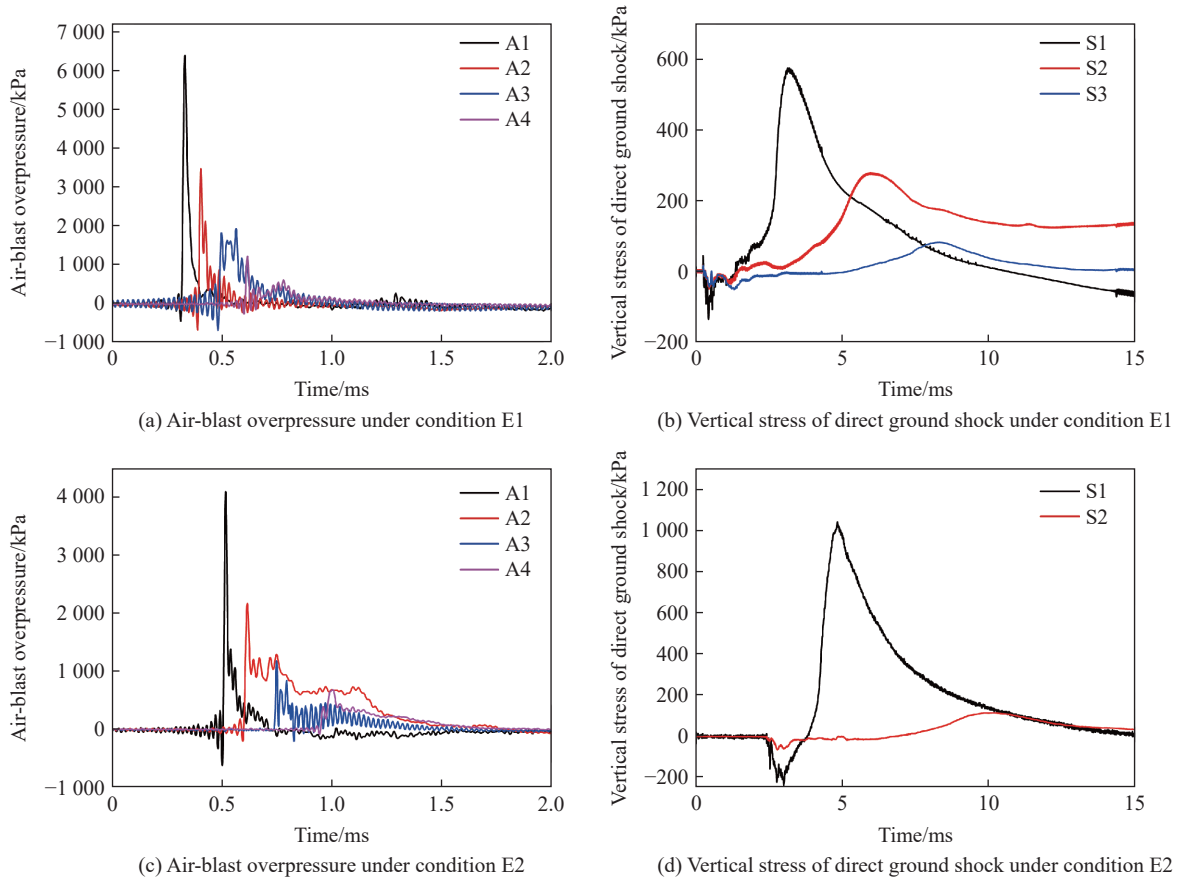 7 000
6 000
5 000
4 000
3 000
2 000
1 000
0
−1 000
Air-blast overpressure/kPa
A1
A2
A3
A4
0
0.5
1.0
1.5
2.0
Time/ms
(a) Air-blast overpressure under condition E1
600
400
200
0
−200
Vertical stress of direct ground shock/kPa
S1
S2
S3
0
5
10
15
Time/ms
(b) Vertical stress of direct ground shock under condition E1
4 000
3 000
2 000
1 000
0
−1 000
Air-blast overpressure/kPa
A1
A2
A3
A4
0
0.5
1.0
1.5
2.0
Time/ms
(c) Air-blast overpressure under condition E2
1 200
1 000
800
600
400
200
0
−200
Vertical stress of direct ground shock/kPa
S1
S2
0
5
10
15
Time/ms
(d) Vertical stress of direct ground shock under condition E2